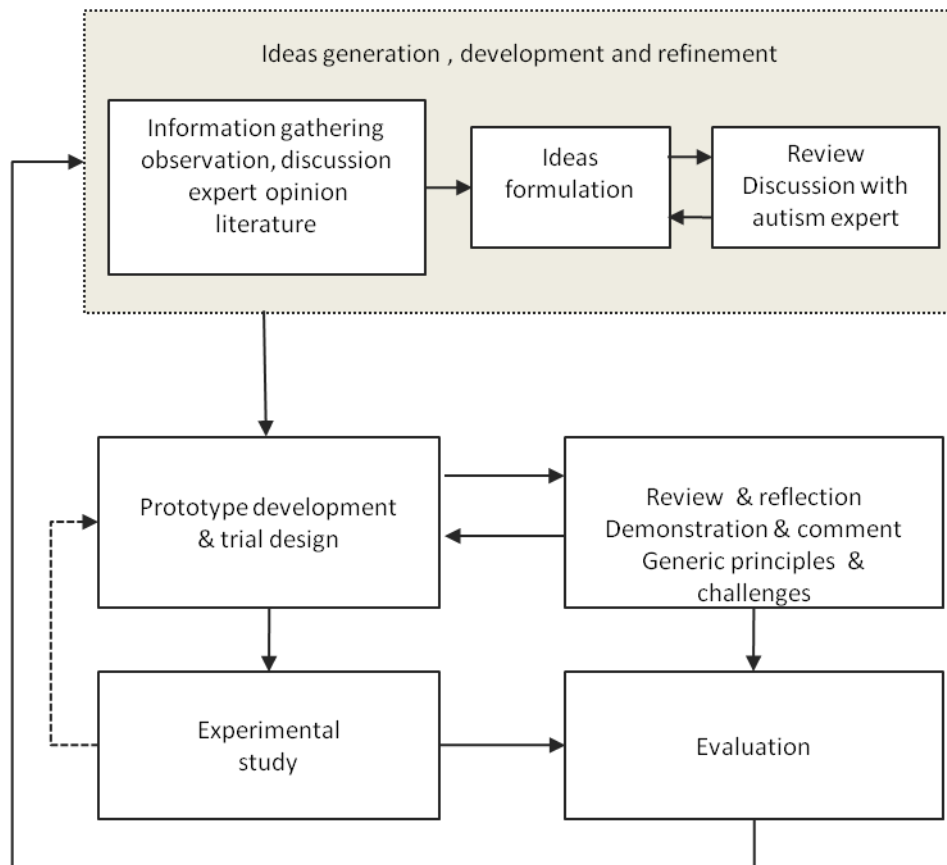 Ideas generation , development and refinement
Information gathering
observation, discussion
expert opinion
literature
Ideas
formulation
Review
Discussion with
autism expert
Prototype development
& trial design
Review & reflection
Demonstration & comment
Generic principles &
challenges
Experimental
study
Evaluation